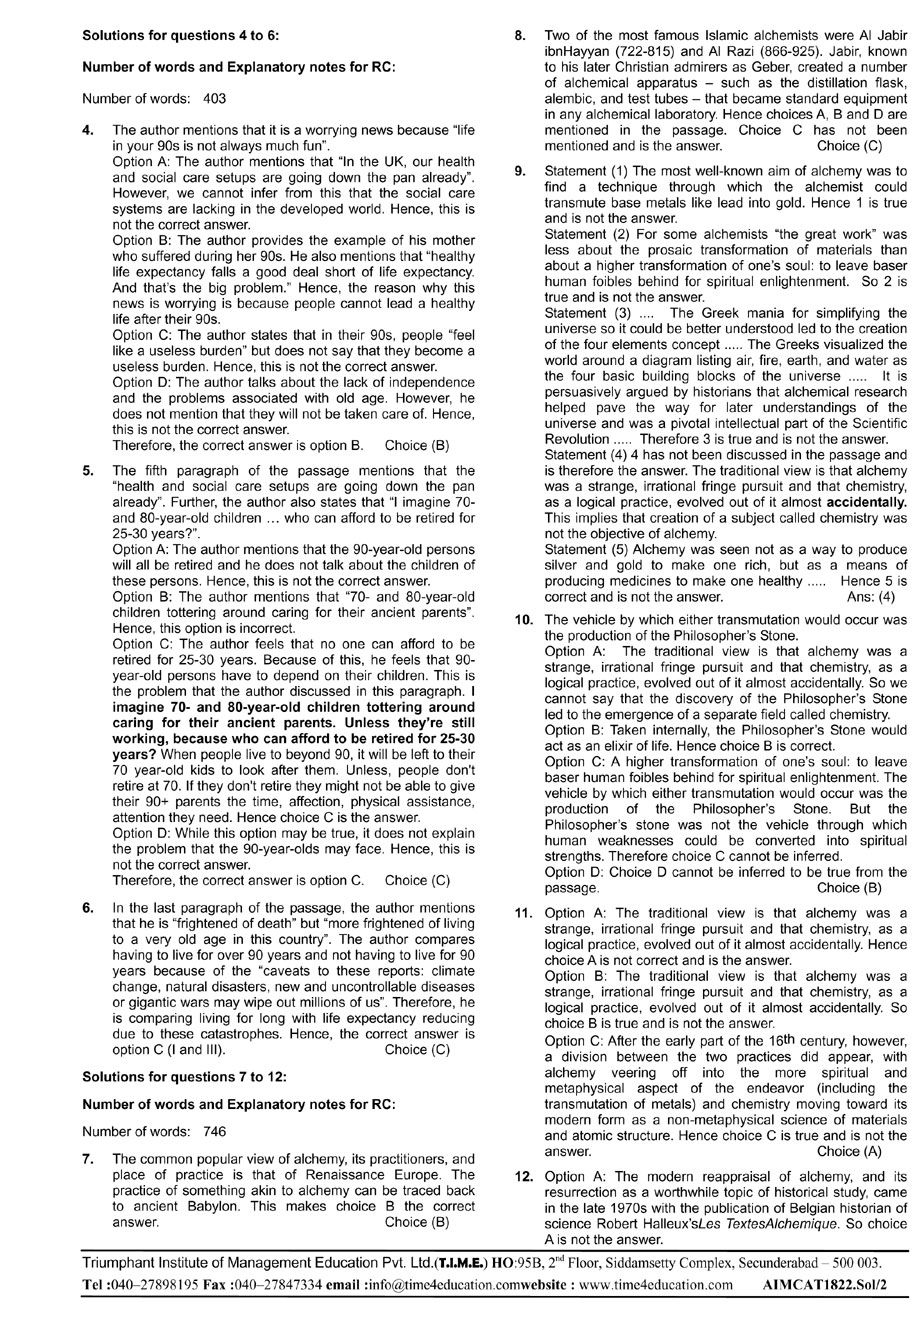 Solutions for questions 4 to 6:
Number of words and Explanatory notes for RC:
Number of words: 403
4. The author mentions that it is a worrying news because “life
in your 90s is not always much fun”.
Option A: The author mentions that “In the UK, our health
and social care setups are going down the pan already”.
However, we cannot infer from this that the social care
systems are lacking in the developed world. Hence, this is
not the correct answer.
Option B: The author provides the example of his mother
who suffered during her 90s. He also mentions that “healthy
life expectancy falls a good deal short of life expectancy.
And that’s the big problem.” Hence, the reason why this
news is worrying is because people cannot lead a healthy
life after their 90s.
Option C: The author states that in their 90s, people “feel
like a useless burden” but does not say that they become a
useless burden. Hence, this is not the correct answer.
Option D: The author talks about the lack of independence
and the problems associated with old age. However, he
does not mention that they will not be taken care of. Hence,
this is not the correct answer.
Therefore, the correct answer is option B. Choice (B)
5. The fifth paragraph of the passage mentions that the
“health and social care setups are going down the pan
already”. Further, the author also states that “I imagine 70-
and 80-year-old children … who can afford to be retired for
25-30 years?”.
Option A: The author mentions that the 90-year-old persons
will all be retired and he does not talk about the children of
these persons. Hence, this is not the correct answer.
Option B: The author mentions that “70- and 80-year-old
children tottering around caring for their ancient parents”.
Hence, this option is incorrect.
Option C: The author feels that no one can afford to be
retired for 25-30 years. Because of this, he feels that 90-
year-old persons have to depend on their children. This is
the problem that the author discussed in this paragraph. I
imagine 70- and 80-year-old children tottering around
caring for their ancient parents. Unless they’re still
working, because who can afford to be retired for 25-30
years? When people live to beyond 90, it will be left to their
70 year-old kids to look after them. Unless, people don't
retire at 70. If they don't retire they might not be able to give
their 90+ parents the time, affection, physical assistance,
attention they need. Hence choice C is the answer.
Option D: While this option may be true, it does not explain
the problem that the 90-year-olds may face. Hence, this is
not the correct answer.
Therefore, the correct answer is option C. Choice (C)
6. In the last paragraph of the passage, the author mentions
that he is “frightened of death” but “more frightened of living
to a very old age in this country”. The author compares
having to live for over 90 years and not having to live for 90
years because of the “caveats to these reports: climate
change, natural disasters, new and uncontrollable diseases
or gigantic wars may wipe out millions of us”. Therefore, he
is comparing living for long with life expectancy reducing
due to these catastrophes. Hence, the correct answer is
option C (I and III). Choice (C)
Solutions for questions 7 to 12:
Number of words and Explanatory notes for RC:
Number of words: 746
7. The common popular view of alchemy, its practitioners, and
place of practice is that of Renaissance Europe. The
practice of something akin to alchemy can be traced back
to ancient Babylon. This makes choice B the correct
answer. Choice (B)
8. Two of the most famous Islamic alchemists were Al Jabir
ibnHayyan (722-815) and Al Razi (866-925). Jabir, known
to his later Christian admirers as Geber, created a number
of alchemical apparatus – such as the distillation flask,
alembic, and test tubes – that became standard equipment
in any alchemical laboratory. Hence choices A, B and D are
mentioned in the passage. Choice C has not been
mentioned and is the answer. Choice (C)
9. Statement (1) The most well-known aim of alchemy was to
find a technique through which the alchemist could
transmute base metals like lead into gold. Hence 1 is true
and is not the answer.
Statement (2) For some alchemists “the great work” was
less about the prosaic transformation of materials than
about a higher transformation of one’s soul: to leave baser
human foibles behind for spiritual enlightenment. So 2 is
true and is not the answer.
Statement (3) .... The Greek mania for simplifying the
universe so it could be better understood led to the creation
of the four elements concept ..... The Greeks visualized the
world around a diagram listing air, fire, earth, and water as
the four basic building blocks of the universe ..... It is
persuasively argued by historians that alchemical research
helped pave the way for later understandings of the
universe and was a pivotal intellectual part of the Scientific
Revolution ..... Therefore 3 is true and is not the answer.
Statement (4) 4 has not been discussed in the passage and
is therefore the answer. The traditional view is that alchemy
was a strange, irrational fringe pursuit and that chemistry,
as a logical practice, evolved out of it almost accidentally.
This implies that creation of a subject called chemistry was
not the objective of alchemy.
Statement (5) Alchemy was seen not as a way to produce
silver and gold to make one rich, but as a means of
producing medicines to make one healthy ..... Hence 5 is
correct and is not the answer. Ans: (4)
10. The vehicle by which either transmutation would occur was
the production of the Philosopher’s Stone.
Option A: The traditional view is that alchemy was a
strange, irrational fringe pursuit and that chemistry, as a
logical practice, evolved out of it almost accidentally. So we
cannot say that the discovery of the Philosopher’s Stone
led to the emergence of a separate field called chemistry.
Option B: Taken internally, the Philosopher’s Stone would
act as an elixir of life. Hence choice B is correct.
Option C: A higher transformation of one’s soul: to leave
baser human foibles behind for spiritual enlightenment. The
vehicle by which either transmutation would occur was the
production of the Philosopher’s Stone. But the
Philosopher’s stone was not the vehicle through which
human weaknesses could be converted into spiritual
strengths. Therefore choice C cannot be inferred.
Option D: Choice D cannot be inferred to be true from the
passage. Choice (B)
11. Option A: The traditional view is that alchemy was a
strange, irrational fringe pursuit and that chemistry, as a
logical practice, evolved out of it almost accidentally. Hence
choice A is not correct and is the answer.
Option B: The traditional view is that alchemy was a
strange, irrational fringe pursuit and that chemistry, as a
logical practice, evolved out of it almost accidentally. So
choice B is true and is not the answer.
Option C: After the early part of the 16th century, however,
a division between the two practices did appear, with
alchemy veering off into the more spiritual and
metaphysical aspect of the endeavor (including the
transmutation of metals) and chemistry moving toward its
modern form as a non-metaphysical science of materials
and atomic structure. Hence choice C is true and is not the
answer. Choice (A)
12. Option A: The modern reappraisal of alchemy, and its
resurrection as a worthwhile topic of historical study, came
in the late 1970s with the publication of Belgian historian of
science Robert Halleux’sLes TextesAlchemique. So choice
A is not the answer.
Triumphant Institute of Management Education Pvt. Ltd.(T.I.M.E.) HO:95B, 2nd Floor, Siddamsetty Complex, Secunderabad – 500 003.
Tel :040–27898195 Fax :040–27847334 email :info@time4education.comwebsite : www.time4education.com AIMCAT1822.Sol/2